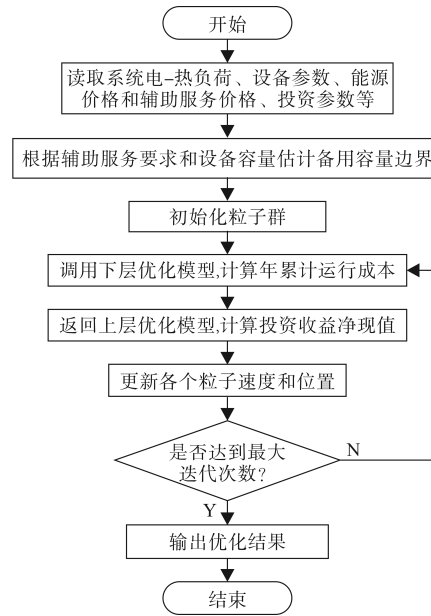 开始
读取系统电-热负荷、设备参数、能源
价格和辅助服务价格、投资参数等
根据辅助服务要求和设备容量估计备用容量边界
初始化粒子群
调用下层优化模型,计算年累计运行成本
返回上层优化模型,计算投资收益净现值
更新各个粒子速度和位置
是否达到最大
迭代次数?
N
Y
输出优化结果
结束